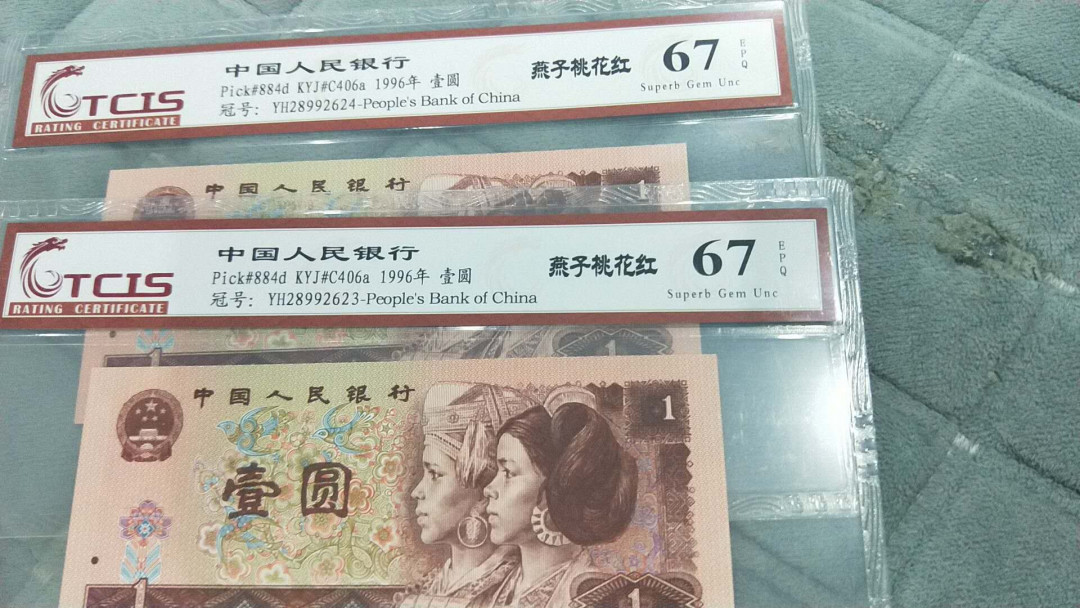 TCIS
RATING CERTIFICATE
中国人民银行
Pick#884d KYJ#C406a 1996年 壹圆
冠号: YH28992624-People's Bank of China
燕子桃花红
67
EPQ
Superb Gem Unc
中国人民银行
1
TCIS
RATING CERTIFICATE
中国人民银行
Pick#884d KYJ#C406a 1996年 壹圆
冠号: YH28992623-People's Bank of China
燕子桃花红
67
EPQ
Superb Gem Unc
1
1
中国人民银行
1
壹圆
1
1